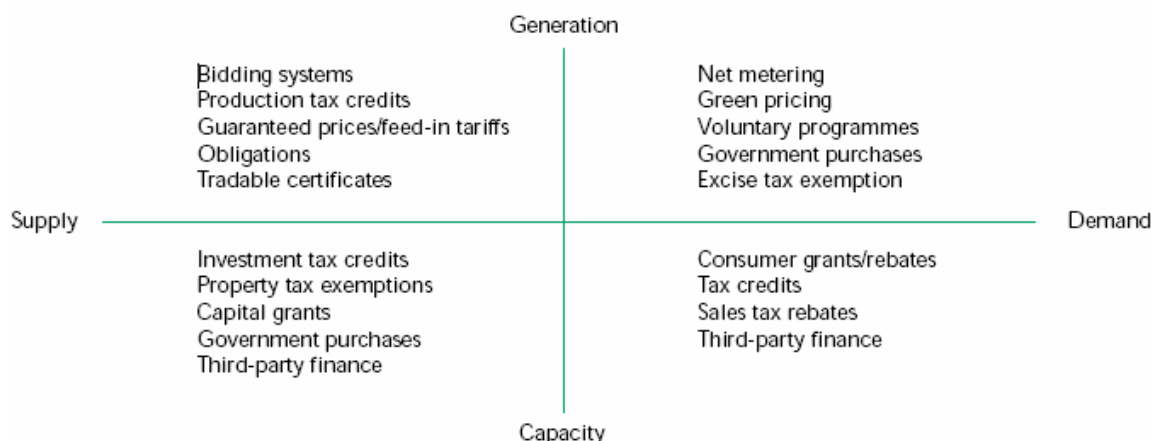 Generation
Bidding systems
Production tax credits
Guaranteed prices/feed-in tariffs
Obligations
Tradable certificates
Net metering
Green pricing
Voluntary programmes
Government purchases
Excise tax exemption
Supply
Demand
Investment tax credits
Property tax exemptions
Capital grants
Government purchases
Third-party finance
Consumer grants/rebates
Tax credits
Sales tax rebates
Third-party finance
Capacity